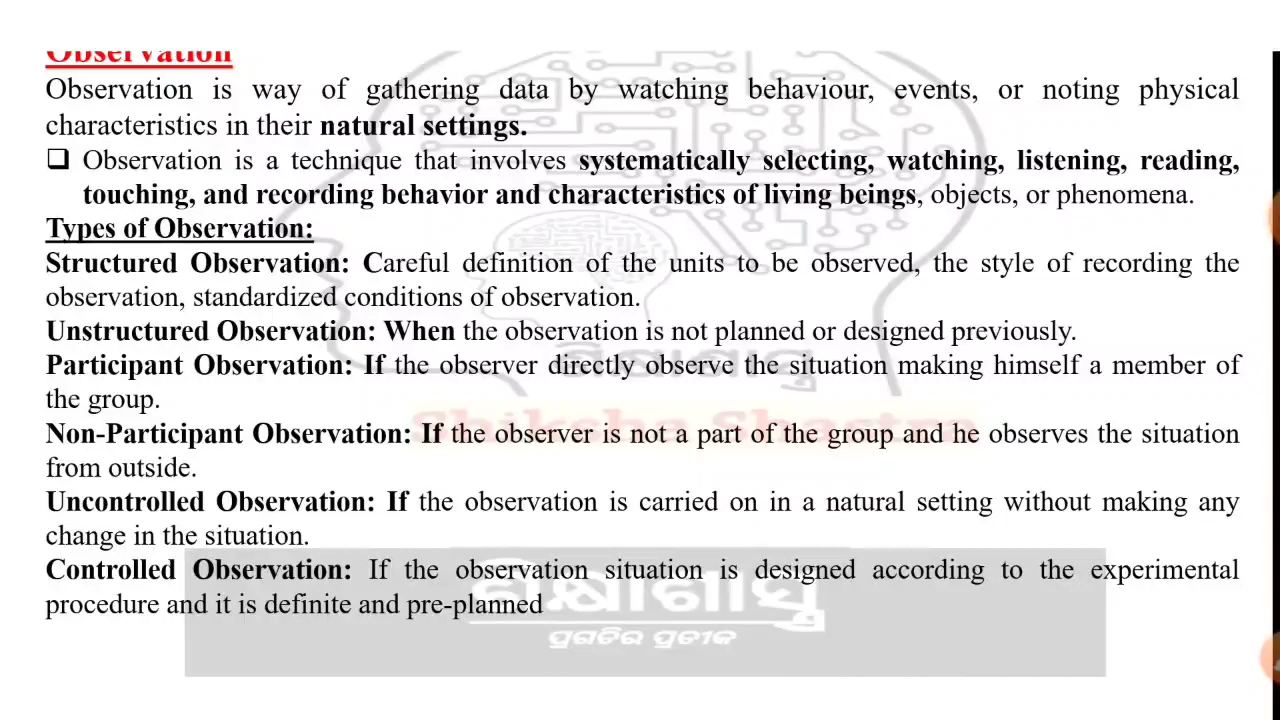 Observation
Observation is way of gathering data by watching behaviour, events, or noting physical
characteristics in their natural settings.
❑ Observation is a technique that involves systematically selecting, watching, listening, reading,
touching, and recording behavior and characteristics of living beings, objects, or phenomena.
Types of Observation:
Structured Observation: Careful definition of the units to be observed, the style of recording the
observation, standardized conditions of observation.
Unstructured Observation: When the observation is not planned or designed previously.
Participant Observation: If the observer directly observe the situation making himself a member of
the group.
Shiksha Shastra
Non-Participant Observation: If the observer is not a part of the group and he observes the situation
from outside.
Uncontrolled Observation: If the observation is carried on in a natural setting without making any
change in the situation.
Controlled Observation: If the observation situation is designed according to the experimental
procedure and it is definite and pre-planned
ପ୍ରଗତିର ପ୍ରତୀକ